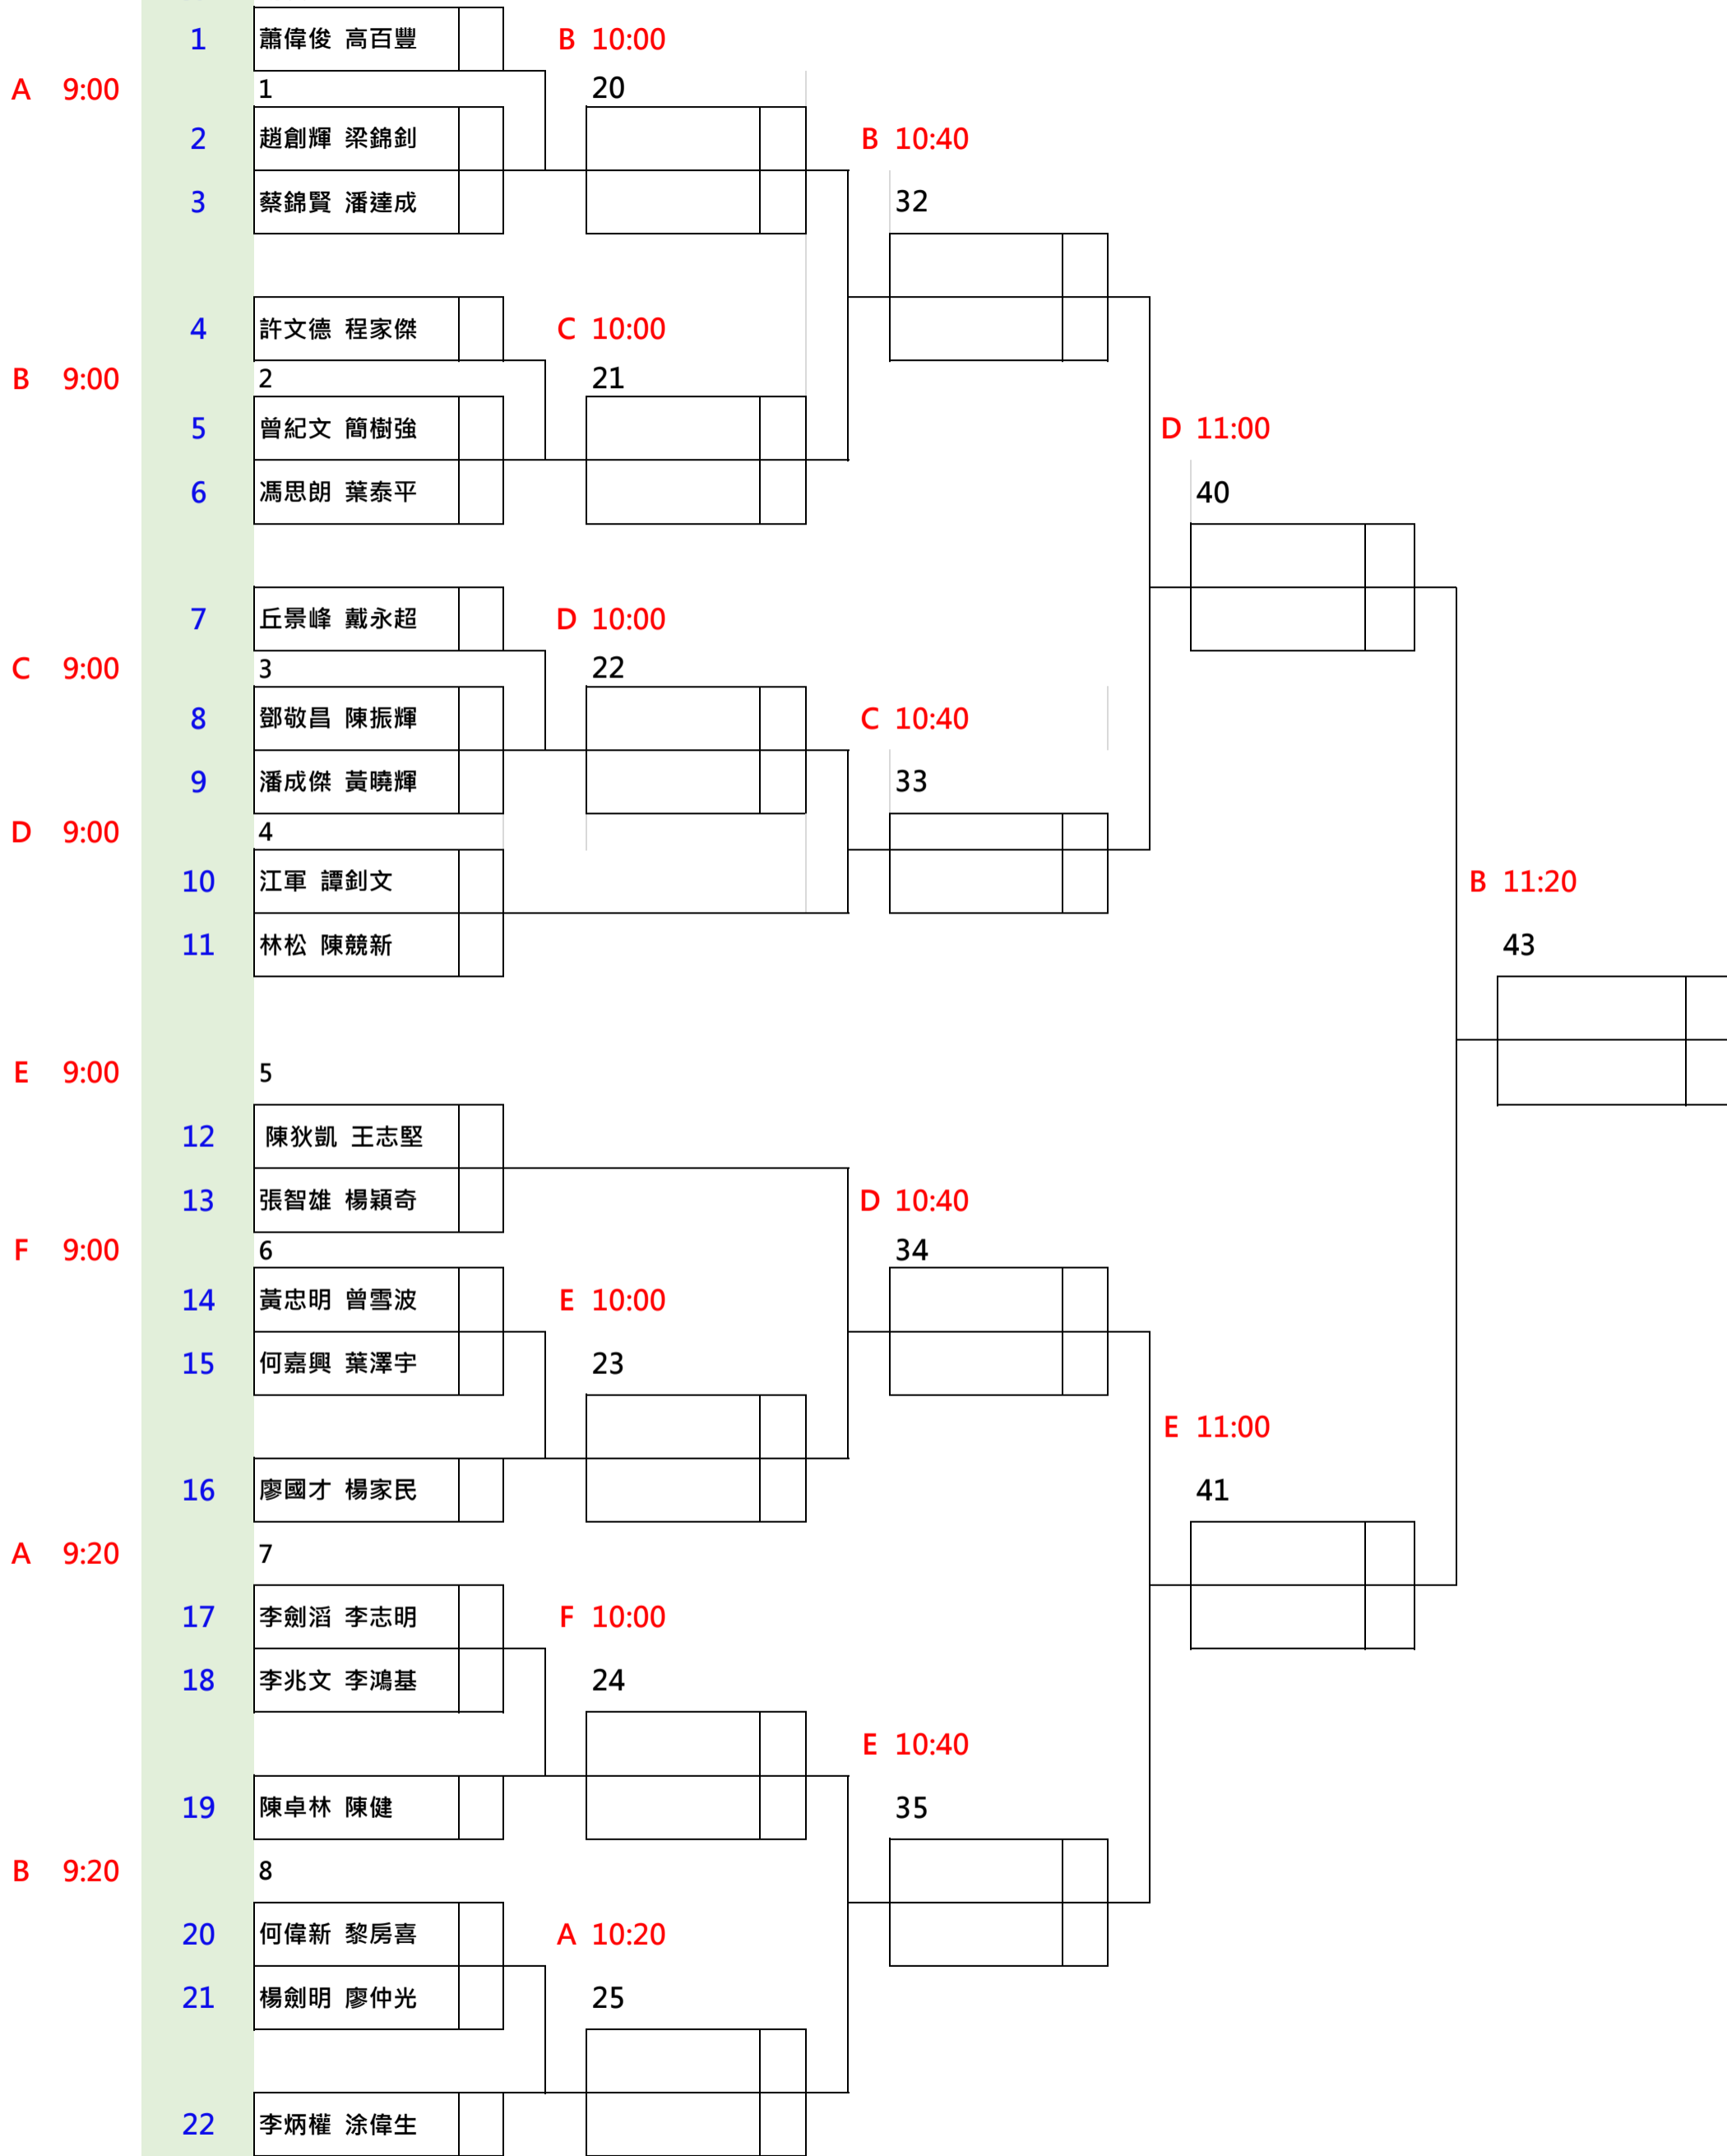 1 蕭偉俊 高百豐 B 10:00
A 9:00 1 20
2 趙創輝 梁錦釗 B 10:40
3 蔡錦賢 潘達成 32
4 許文德 程家傑 C 10:00
B 9:00 2 21
5 曾紀文 簡樹強 D 11:00
6 馮思朗 葉泰平 40
7 丘景峰 戴永超 D 10:00
C 9:00 3 22
8 鄧敬昌 陳振輝 C 10:40
9 潘成傑 黃曉輝 33
D 9:00 4
10 江軍 譚釗文 B 11:20
11 林松 陳競新 43
E 9:00 5
12 陳狄凱 王志堅
13 張智雄 楊穎奇 D 10:40
F 9:00 6 34
14 黃忠明 曾雪波 E 10:00
15 何嘉興 葉澤宇 23
E 11:00
16 廖國才 楊家民 41
A 9:20 7
17 李劍滔 李志明 F 10:00
18 李兆文 李鴻基 24
E 10:40
19 陳卓林 陳健 35
B 9:20 8
20 何偉新 黎房喜 A 10:20
21 楊劍明 廖仲光 25
22 李炳權 涂偉生